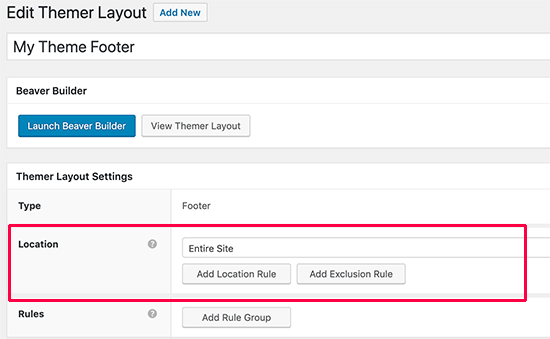 Edit Themer Layout Add New
My Theme Footer
Beaver Builder
Launch Beaver Builder View Themer Layout
Themer Layout Settings
Type Footer
Location ? Entire Site
Add Location Rule Add Exclusion Rule
Rules ? Add Rule Group